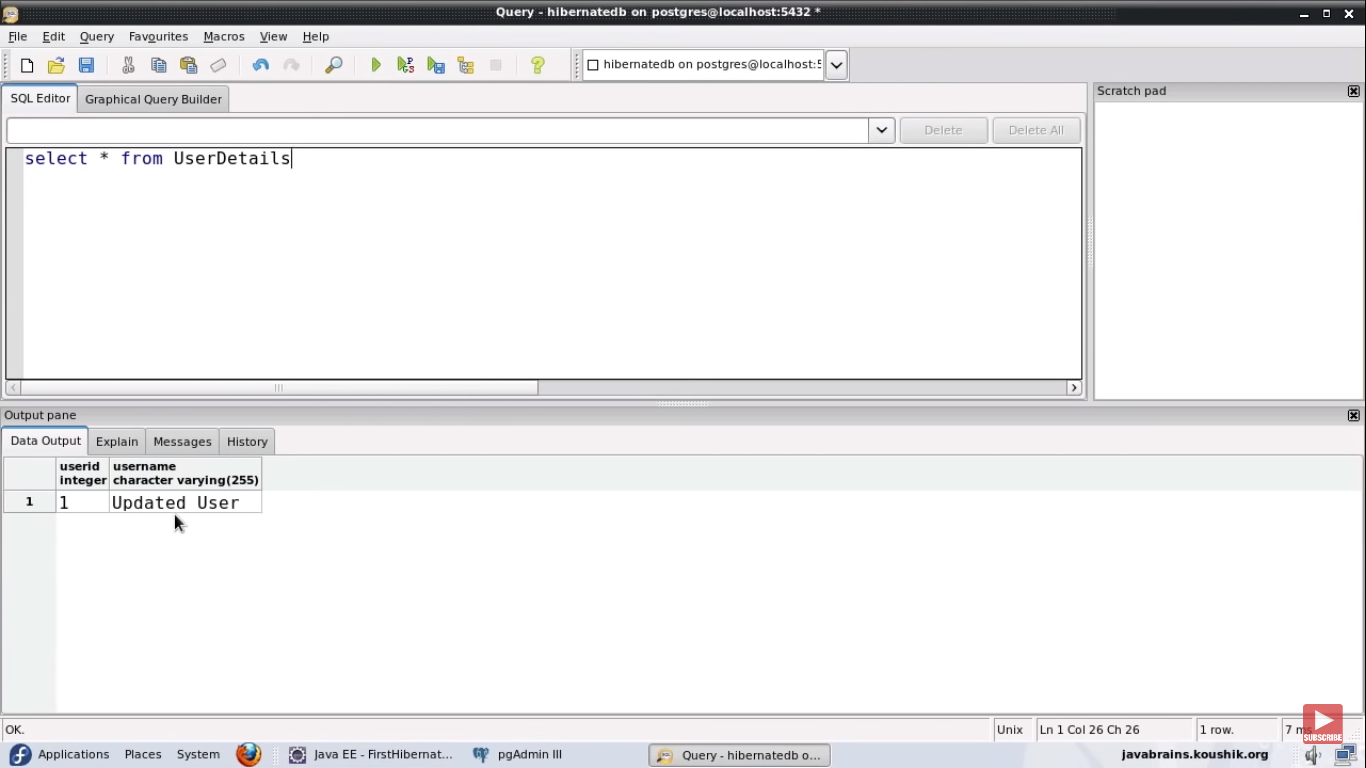 Query - hibernatedb on postgres@localhost:5432 *
File Edit Query Favourites Macros View Help
hibernatedb on postgres@localhost:5
SQL Editor Graphical Query Builder
Scratch pad
Delete Delete All
select * from UserDetails
Output pane
Data Output Explain Messages History
userid username
integer character varying(255)
1 1 Updated User
OK. Unix Ln 1 Col 26 Ch 26 1 row. 7 ms
SUBSCRIBE
Applications Places System Java EE - FirstHibernat... pgAdmin III Query - hibernatedb o... javabrains.koushik.org